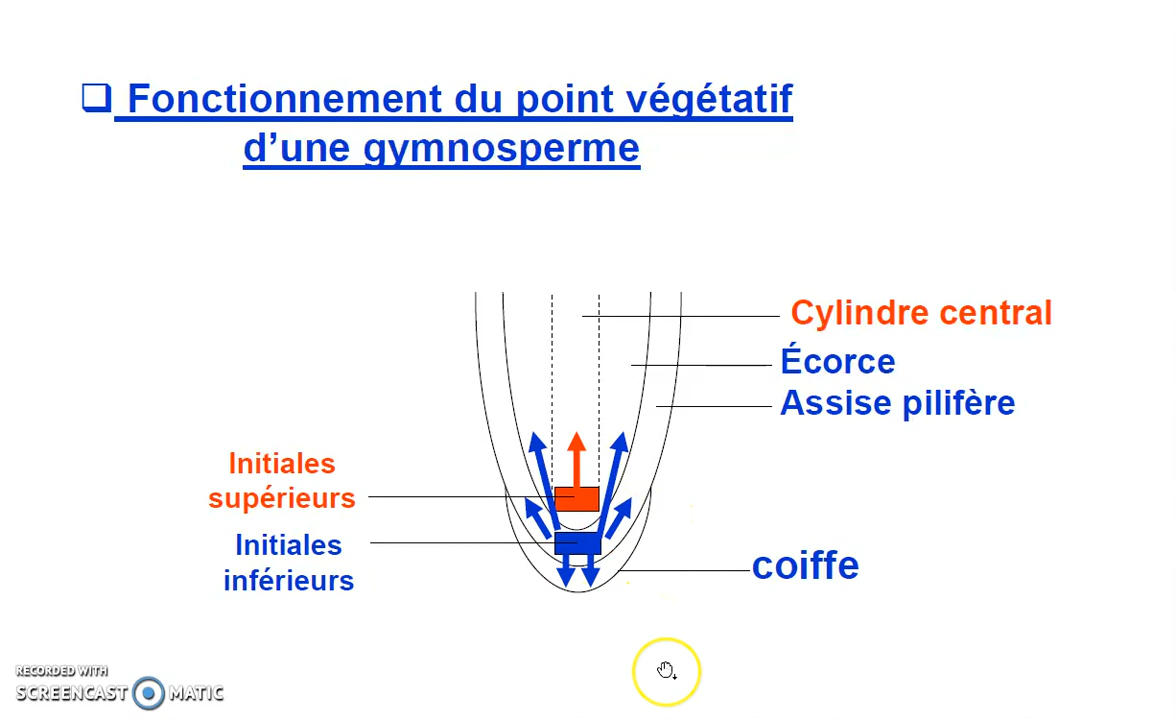 Fonctionnement du point végétatif
d’une gymnosperme
Cylindre central
Écorce
Assise pilifère
Initiales
supérieurs
Initiales
inférieurs
coiffe
RECORDED WITH
SCREENCAST MATIC